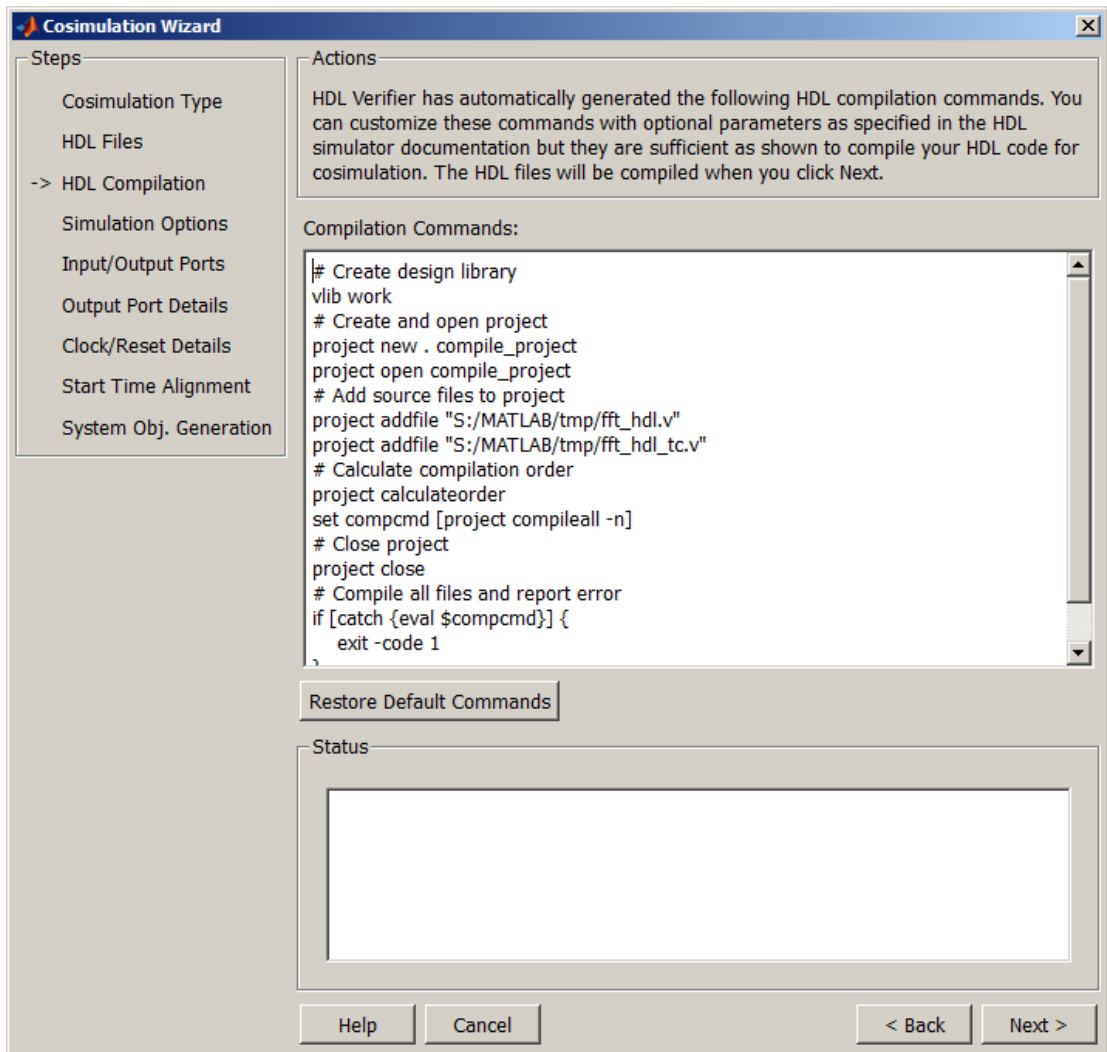 Cosimulation Wizard
Steps
Cosimulation Type
HDL Files
-> HDL Compilation
Simulation Options
Input/Output Ports
Output Port Details
Clock/Reset Details
Start Time Alignment
System Obj. Generation
Actions
HDL Verifier has automatically generated the following HDL compilation commands. You
can customize these commands with optional parameters as specified in the HDL
simulator documentation but they are sufficient as shown to compile your HDL code for
cosimulation. The HDL files will be compiled when you click Next.
Compilation Commands:
# Create design library
vlib work
# Create and open project
project new . compile_project
project open compile_project
# Add source files to project
project addfile "S:/MATLAB/tmp/fft_hdl.v"
project addfile "S:/MATLAB/tmp/fft_hdl_tc.v"
# Calculate compilation order
project calculateorder
set compcmd [project compileall -n]
# Close project
project close
# Compile all files and report error
if [catch {eval $compcmd}] {
exit -code 1
}
Restore Default Commands
Status
Help
Cancel
< Back
Next >